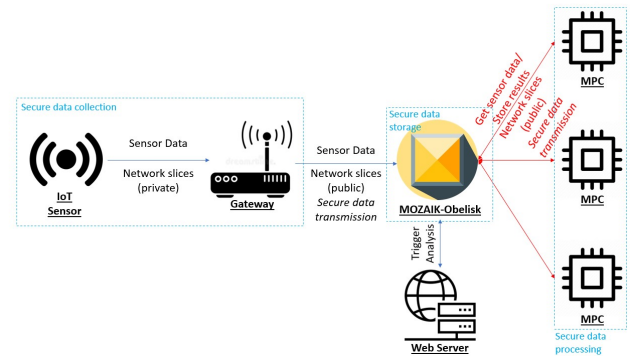 Secure data collection
Sensor Data
Network slices
(private)
IoT
Sensor
Gateway
Sensor Data
Network slices
(public)
Secure data
transmission
Secure data
storage
MOZAIK-Obelisk
Trigger
Analysis
Web Server
Get sensor data/
Store results
Network slices
(public)
Secure data
transmission
MPC
MPC
MPC
Secure data
processing